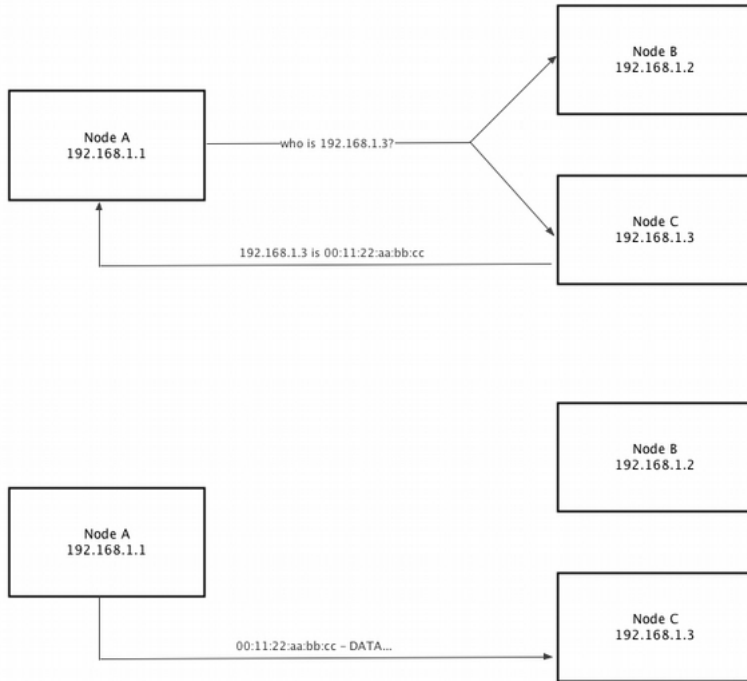 Node B
192.168.1.2
Node A
192.168.1.1
who is 192.168.1.3?
Node C
192.168.1.3
192.168.1.3 is 00:11:22:aa:bb:cc
Node B
192.168.1.2
Node A
192.168.1.1
Node C
192.168.1.3
00:11:22:aa:bb:cc – DATA...